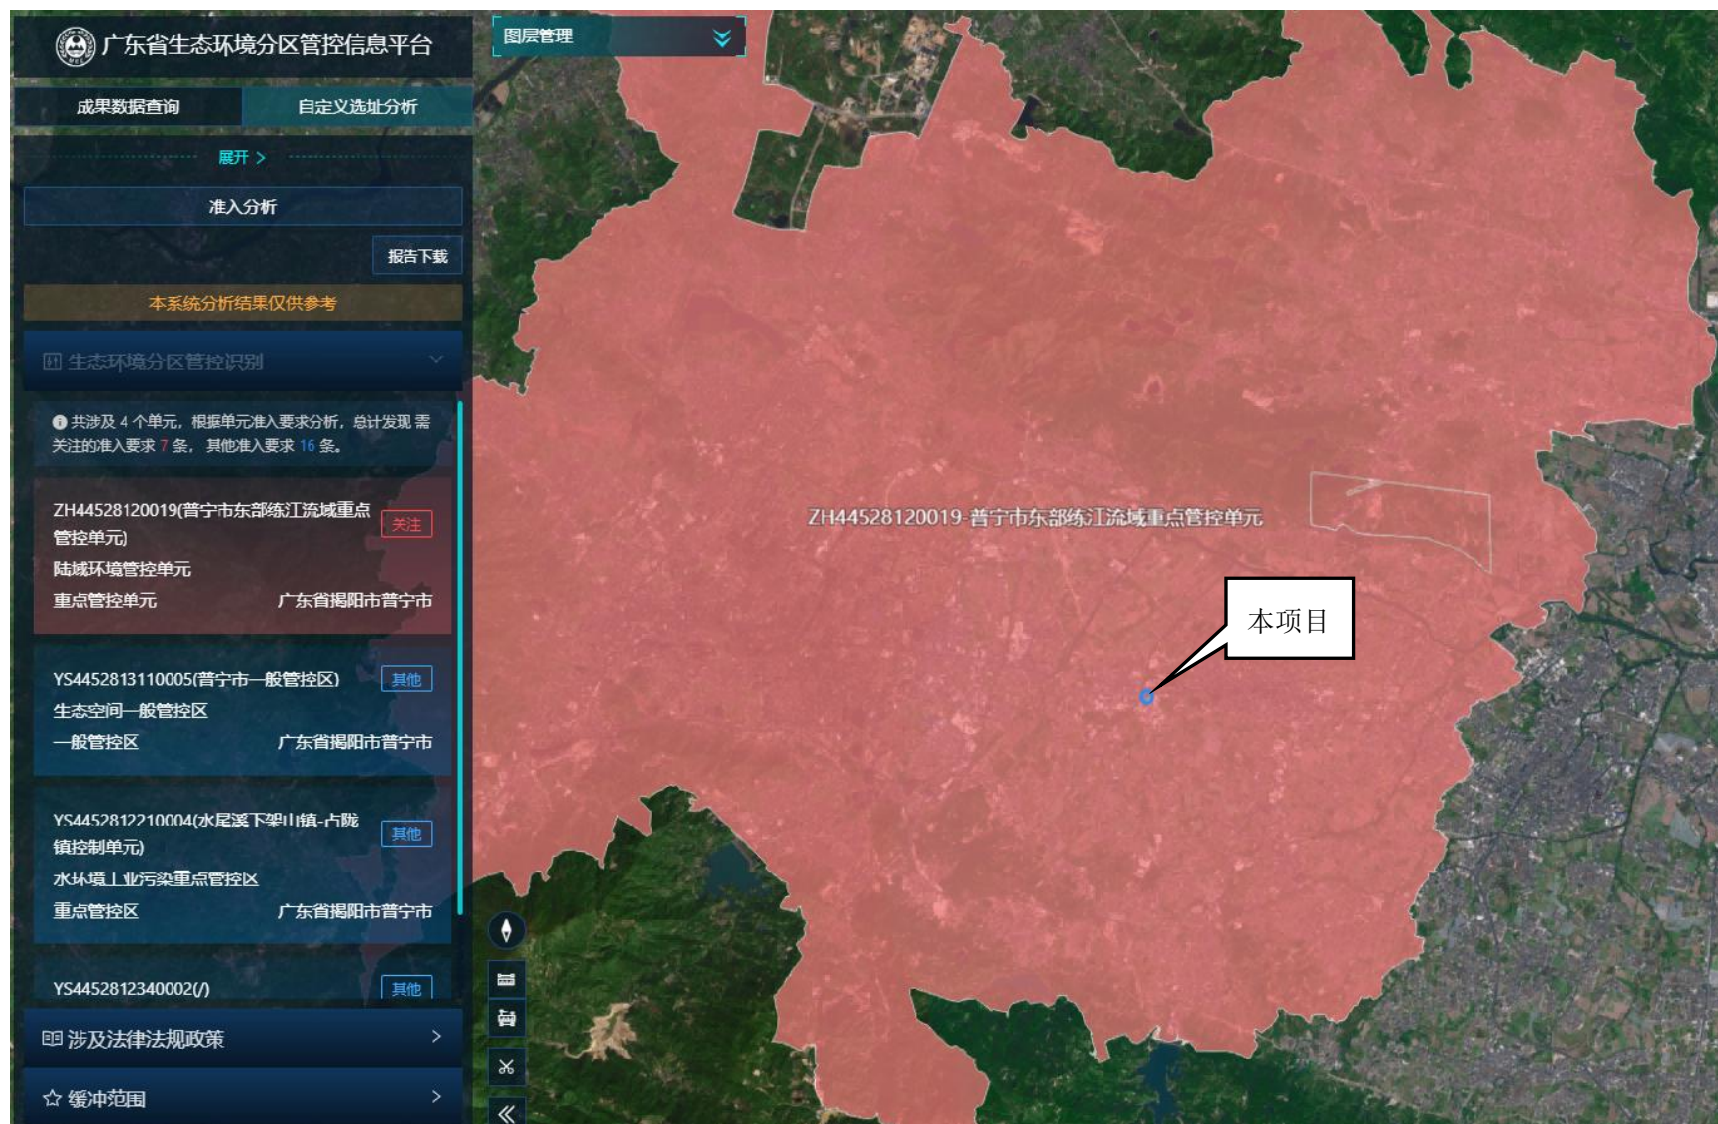 广东省生态环境分区管控信息平台
图层管理
成果数据查询
自定义选址分析
展开 >
准入分析
报告下载
本系统分析结果仅供参考
生态环境分区管控识别
共涉及 4 个单元，根据单元准入要求分析，总计发现 需
关注的准入要求 7 条， 其他准入要求 16 条。
ZH44528120019(普宁市东部练江流域重点
管控单元)
关注
陆域环境管控单元
重点管控单元
广东省揭阳市普宁市
YS4452813110005(普宁市一般管控区)
其他
生态空间一般管控区
一般管控区
广东省揭阳市普宁市
YS4452812210004(水尾溪下架山镇-占陇
镇控制单元)
其他
水环境工业污染重点管控区
重点管控区
广东省揭阳市普宁市
YS4452812340002(/)
其他
涉及法律法规政策
缓冲范围
ZH44528120019-普宁市东部练江流域重点管控单元
本项目